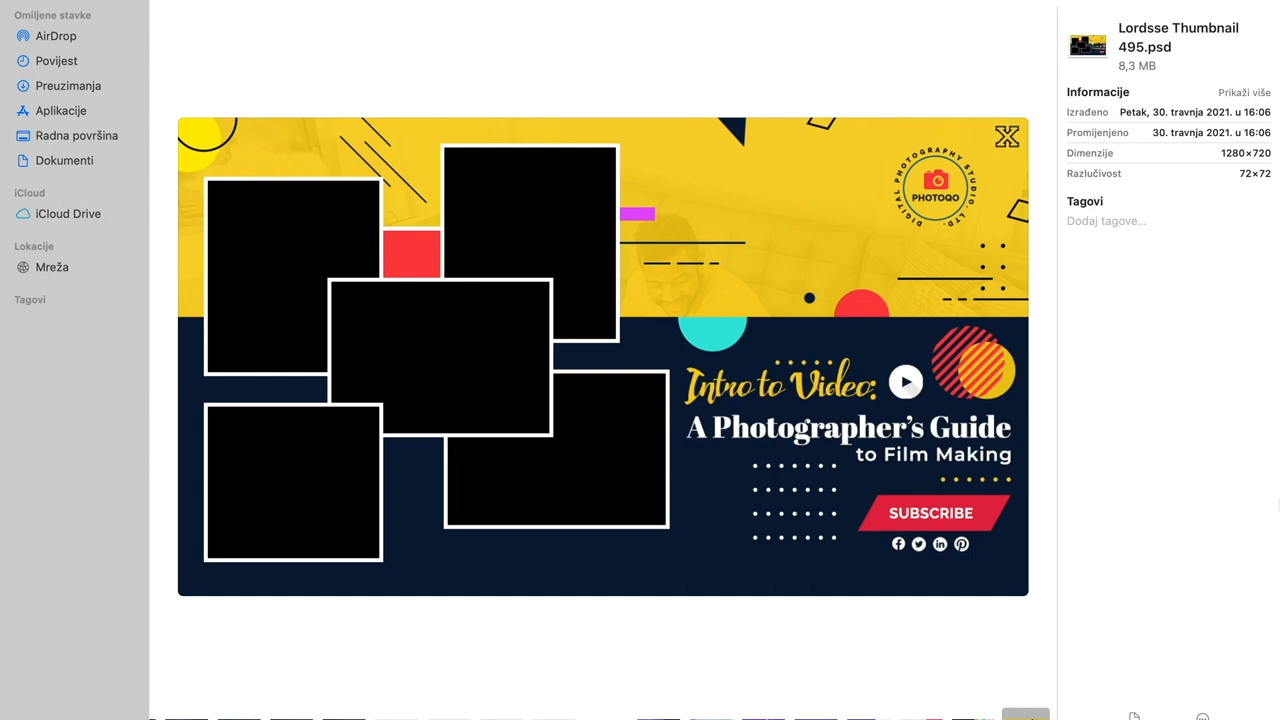 Omiljene stavke
AirDrop
Povijest
Preuzimanja
Aplikacije
Radna površina
Dokumenti
iCloud
iCloud Drive
Lokacije
Mreža
Tagovi
X
DIGITAL PHOTOGRAPHY STUDIO. LTD.
PHOTOQO
Intro to Video:
A Photographer's Guide
to Film Making
SUBSCRIBE
Lordsse Thumbnail
495.psd
8,3 MB
Informacije Prikaži više
Izrađeno Petak, 30. travnja 2021. u 16:06
Promijenjeno 30. travnja 2021. u 16:06
Dimenzije 1280×720
Razlučivost 72×72
Tagovi
Dodaj tagove...